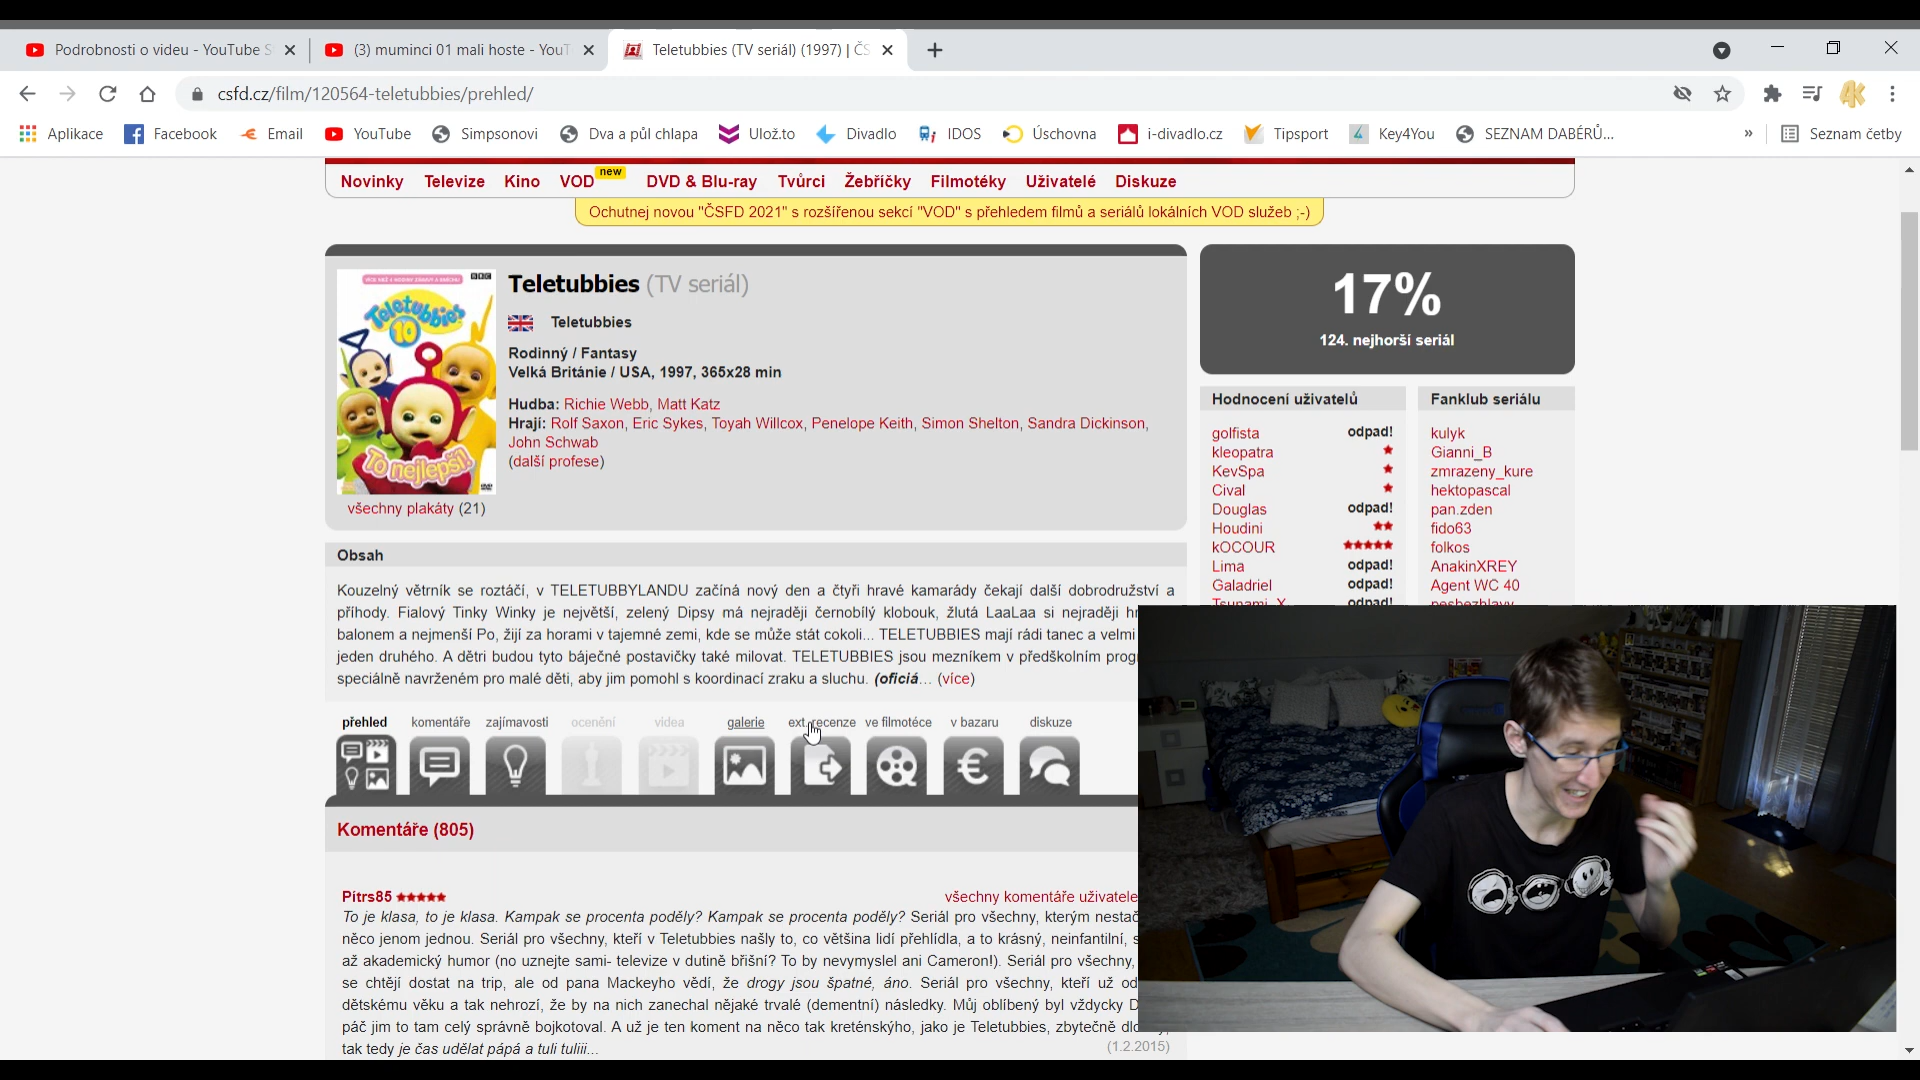 Podrobnosti o videu - YouTube S
(3) muminci 01 mali hoste - YouT
Teletubbies (TV seriál) (1997) | ČS
csfd.cz/film/120564-teletubbies/prehled/
4K
Aplikace Facebook Email YouTube Simpsonovi Dva a půl chlapa Ulož.to Divadlo IDOS Úschovna i-divadlo.cz Tipsport Key4You SEZNAM DABÉRŮ... » Seznam četby
Novinky Televize Kino VOD new DVD & Blu-ray Tvůrci Žebříčky Filmotéky Uživatelé Diskuze
Ochutnej novou "ČSFD 2021" s rozšířenou sekcí "VOD" s přehledem filmů a seriálů lokálních VOD služeb ;-)
BBC
Teletubbies
10
To nejlepší!
všechny plakáty (21)
Teletubbies (TV seriál)
Teletubbies
Rodinný / Fantasy
Velká Británie / USA, 1997, 365x28 min
Hudba: Richie Webb, Matt Katz
Hrají: Rolf Saxon, Eric Sykes, Toyah Willcox, Penelope Keith, Simon Shelton, Sandra Dickinson,
John Schwab
(další profese)
17%
124. nejhorší seriál
Hodnocení uživatelů
golfista odpad!
kleopatra ★
KevSpa ★
Cival ★
Douglas odpad!
Houdini ★★
kOCOUR ★★★★★
Lima odpad!
Galadriel odpad!
Tsunami_X odpad!
Fanklub seriálu
kulyk
Gianni_B
zmrazeny_kure
hektopascal
pan.zden
fido63
folkos
AnakinXREY
Agent WC 40
pesbezhlavy
Obsah
Kouzelný větrník se roztáčí, v TELETUBBYLANDU začíná nový den a čtyři hravé kamarády čekají další dobrodružství a
příhody. Fialový Tinky Winky je největší, zelený Dipsy má nejraději černobílý klobouk, žlutá LaaLaa si nejraději hr
balonem a nejmenší Po, žijí za horami v tajemné zemi, kde se může stát cokoli... TELETUBBIES mají rádi tanec a velmi
jeden druhého. A dětri budou tyto báječné postavičky také milovat. TELETUBBIES jsou mezníkem v předškolním prog
speciálně navrženém pro malé děti, aby jim pomohl s koordinací zraku a sluchu. (oficiá... (více)
přehled komentáře zajímavosti ocenění videa galerie ext. recenze ve filmotéce v bazaru diskuze
Komentáře (805)
Pítrs85 ★★★★★ všechny komentáře uživatele
To je klasa, to je klasa. Kampak se procenta poděly? Kampak se procenta poděly? Seriál pro všechny, kterým nestač
něco jenom jednou. Seriál pro všechny, kteří v Teletubbies našly to, co většina lidí přehlídla, a to krásný, neinfantilní, s
až akademický humor (no uznejte sami- televize v dutině břišní? To by nevymyslel ani Cameron!). Seriál pro všechny,
se chtějí dostat na trip, ale od pana Mackeyho vědí, že drogy jsou špatné, áno. Seriál pro všechny, kteří už od
dětskému věku a tak nehrozí, že by na nich zanechal nějaké trvalé (dementní) následky. Můj oblíbený byl vždycky D
páč jim to tam celý správně bojkotoval. A už je ten koment na něco tak kreténskýho, jako je Teletubbies, zbytečně dlo
tak tedy je čas udělat pápá a tuli tuliii...
(1.2.2015)